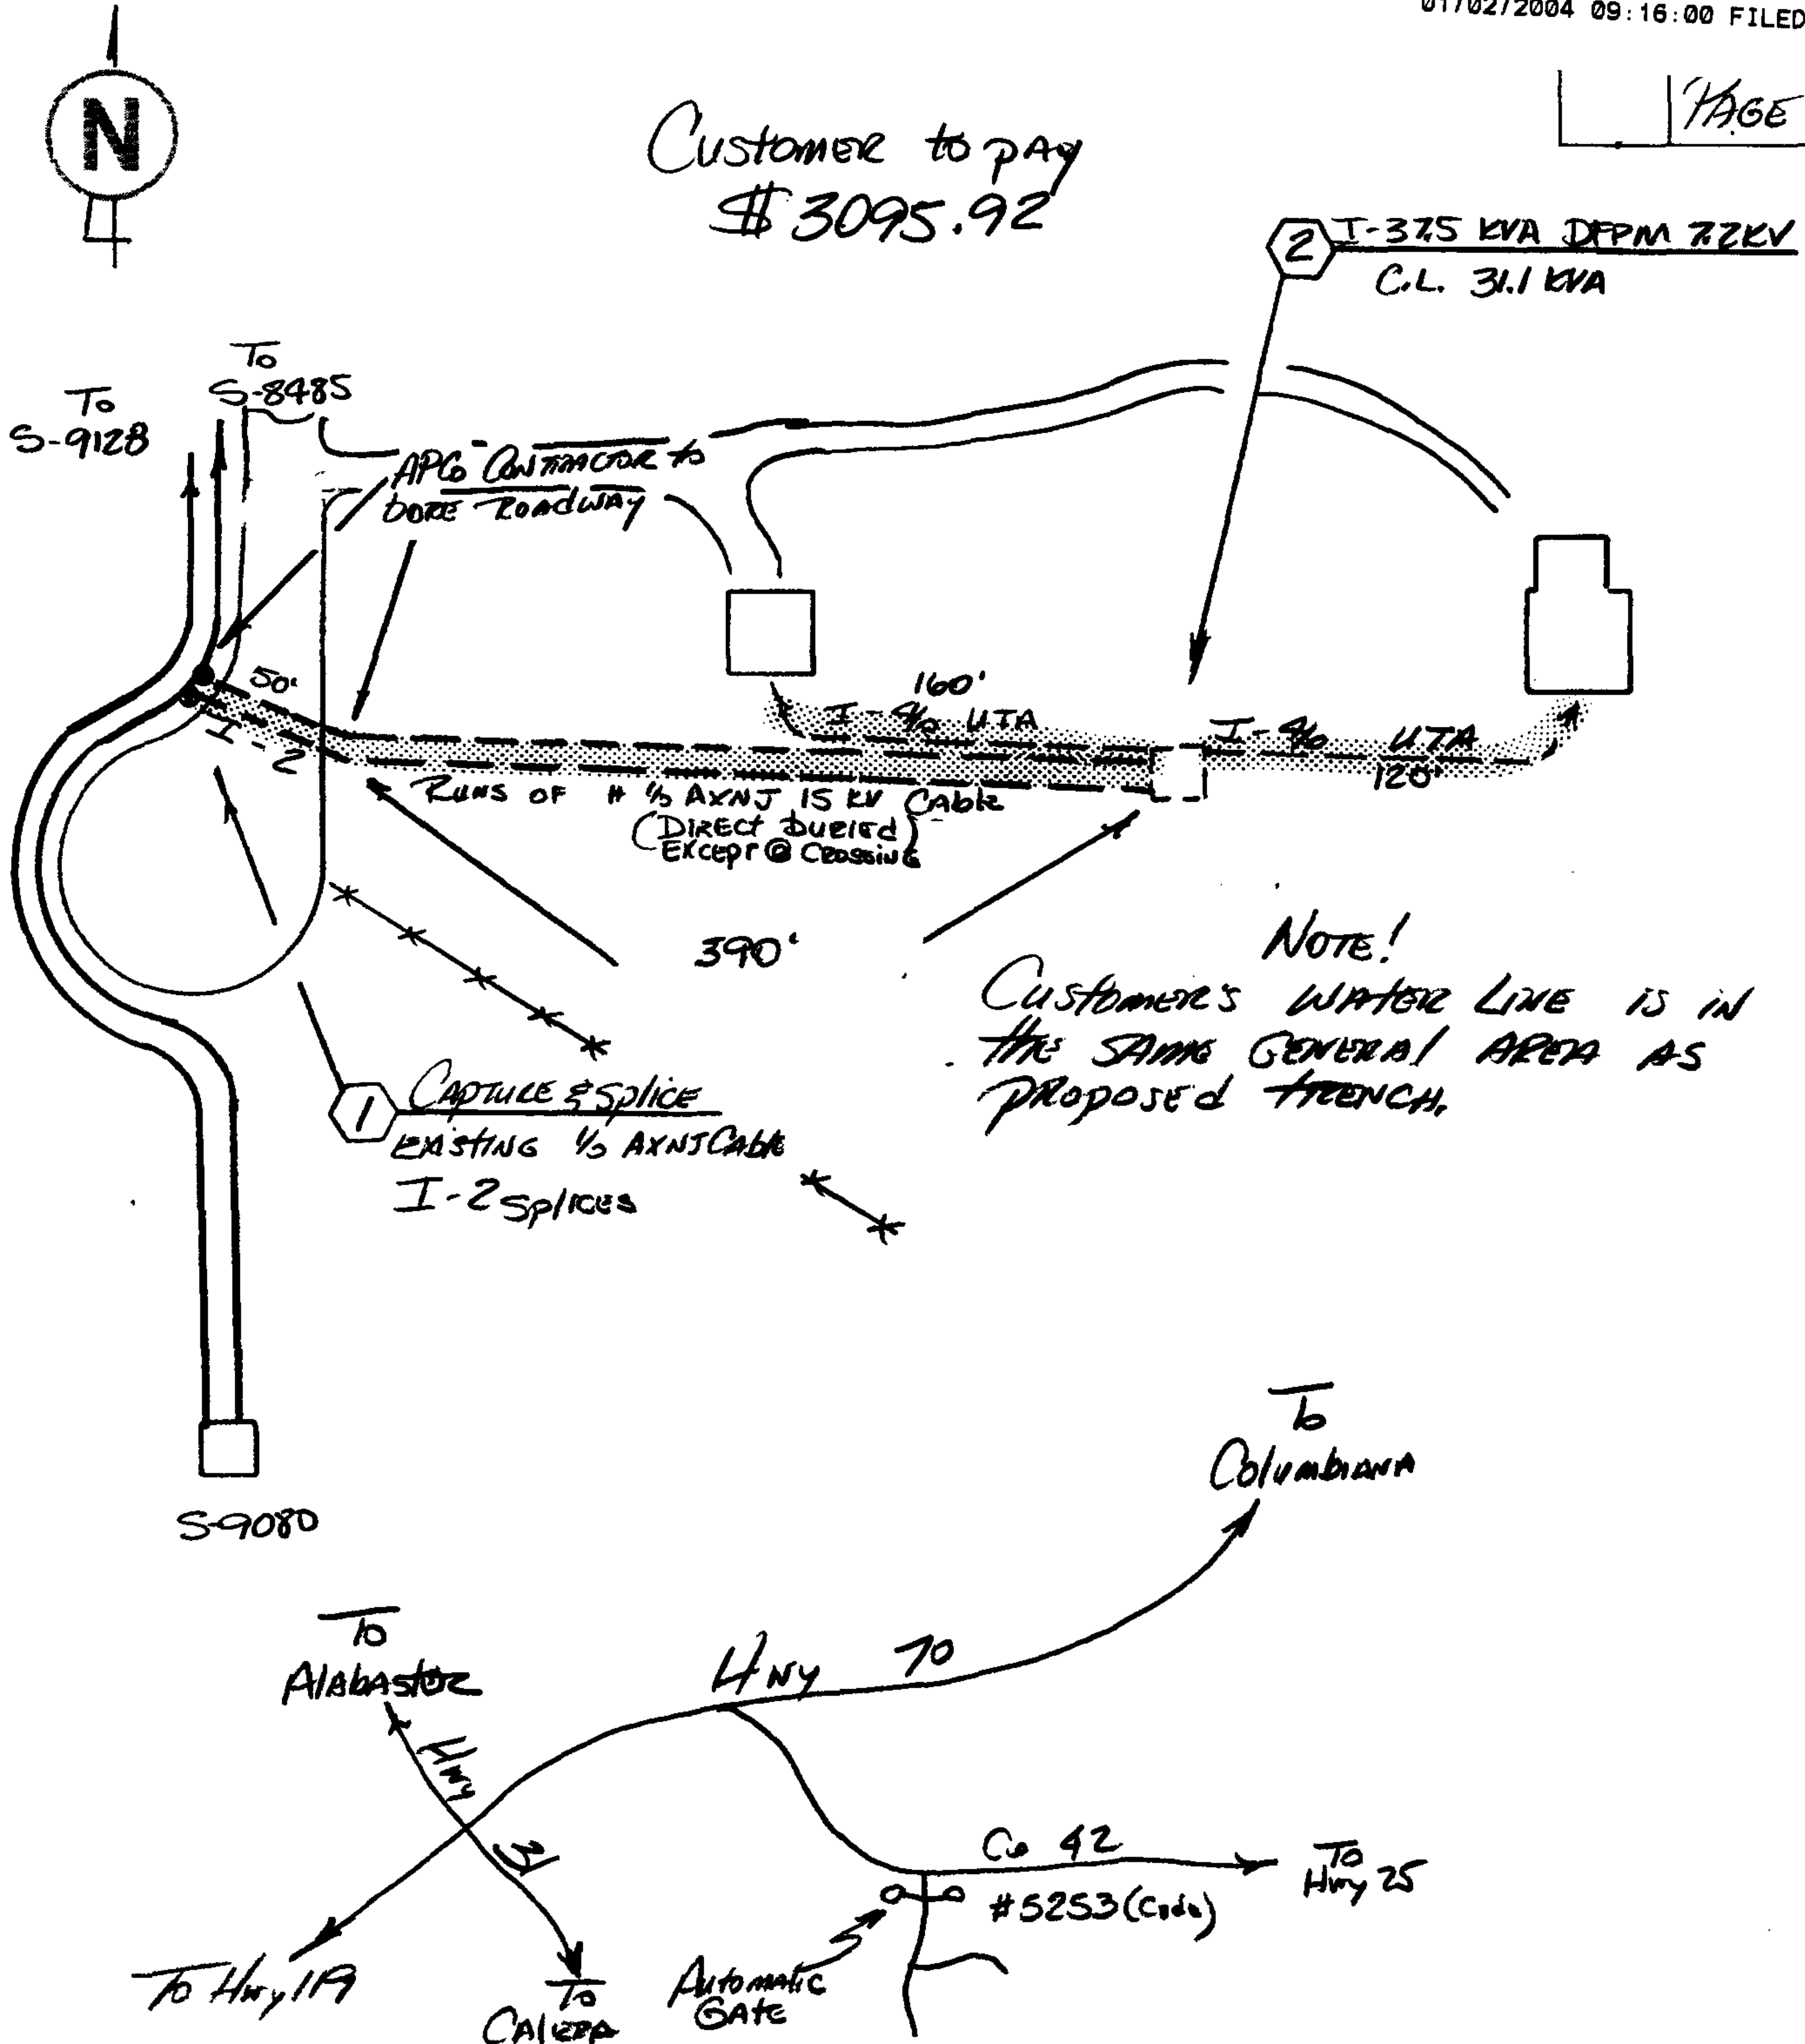 01/02/2004 09:16:00 FILED
N
PAGE
Customer to pay
$ 3095.92
2
I-37.5 KVA DFPM 7.2KV
C.L. 31.1 KVA
To
S-8485
To
S-9128
APCo Contractor to
bore Roadway
50'
160'
I-4/0 UTA
I-4/0 UTA
120'
I-2
Runs of # 1/0 AXNJ 15 KV Cable
(Direct Buried
Except @ Crossing)
390'
Note!
Customer's water line is in
the same general area as
proposed trench.
1
Capture & Splice
Existing 1/0 AXNJ Cable
I-2 Splices
S-9080
To
Columbiana
To
Alabaster
Hwy 70
Hwy 31
Co 42
To
Hwy 25
#5253 (Code)
To Hwy 119
To
Calera
Automatic
Gate